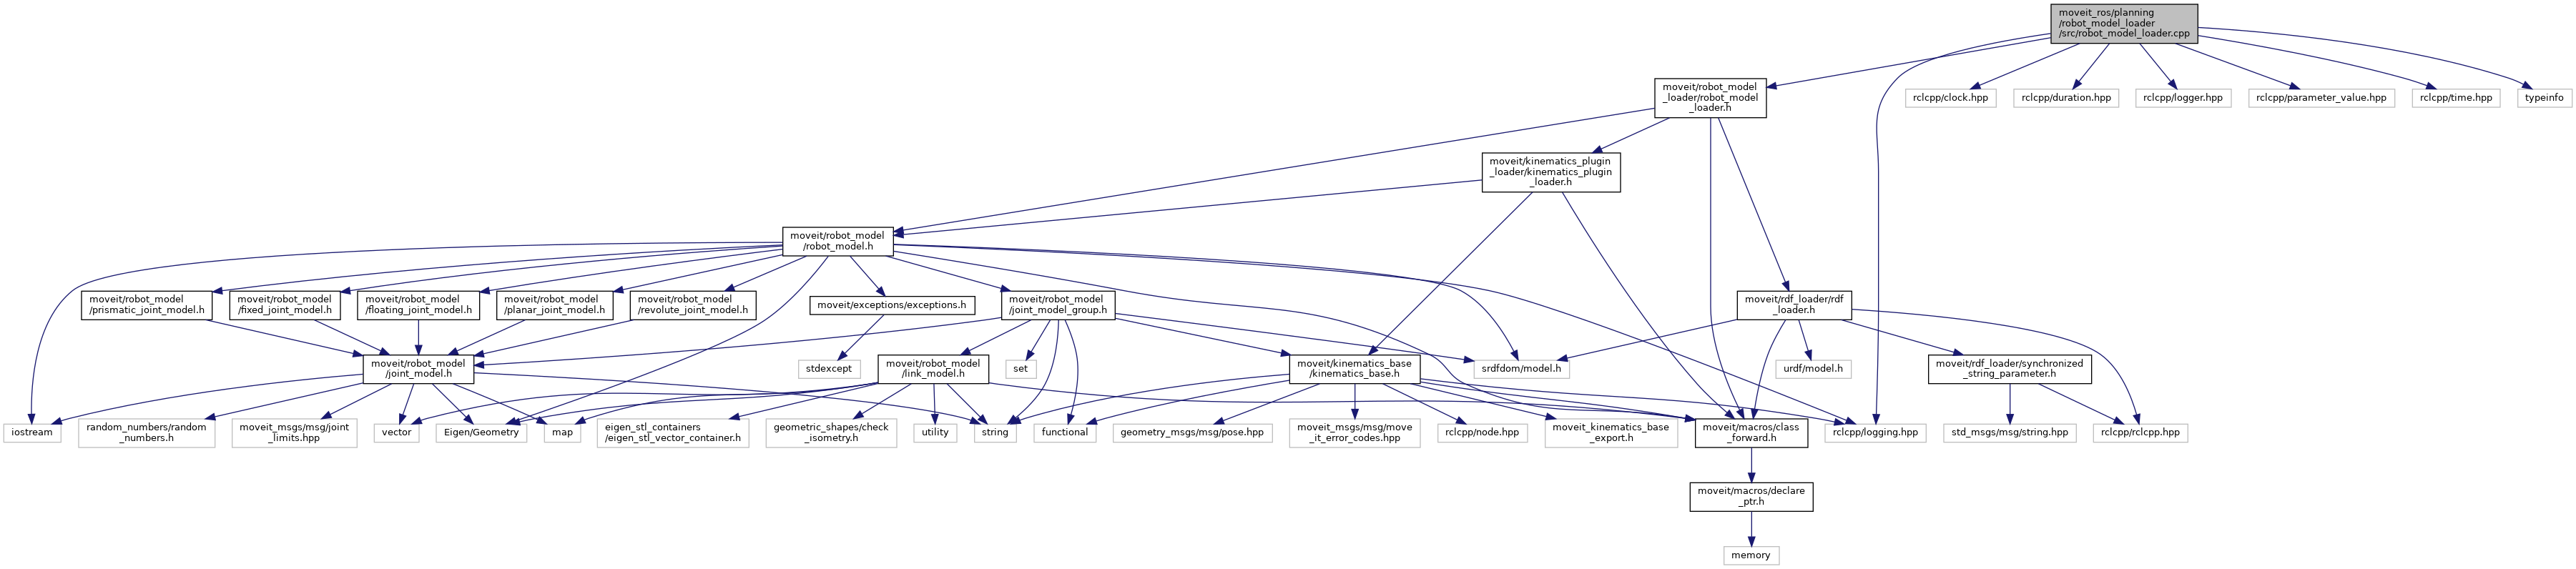 moveit_ros/planning
/robot_model_loader
/src/robot_model_loader.cpp
moveit/robot_model
_loader/robot_model
_loader.h
rclcpp/clock.hpp
rclcpp/duration.hpp
rclcpp/logger.hpp
rclcpp/parameter_value.hpp
rclcpp/time.hpp
typeinfo
moveit/kinematics_plugin
_loader/kinematics_plugin
_loader.h
moveit/robot_model
/robot_model.h
moveit/robot_model
/prismatic_joint_model.h
moveit/robot_model
/fixed_joint_model.h
moveit/robot_model
/floating_joint_model.h
moveit/robot_model
/planar_joint_model.h
moveit/robot_model
/revolute_joint_model.h
moveit/exceptions/exceptions.h
moveit/robot_model
/joint_model_group.h
moveit/rdf_loader/rdf
_loader.h
moveit/robot_model
/joint_model.h
stdexcept
moveit/robot_model
/link_model.h
set
moveit/kinematics_base
/kinematics_base.h
srdfdom/model.h
urdf/model.h
moveit/rdf_loader/synchronized
_string_parameter.h
iostream
random_numbers/random
_numbers.h
moveit_msgs/msg/joint
_limits.hpp
vector
Eigen/Geometry
map
eigen_stl_containers
/eigen_stl_vector_container.h
geometric_shapes/check
_isometry.h
utility
string
functional
geometry_msgs/msg/pose.hpp
moveit_msgs/msg/move
_it_error_codes.hpp
rclcpp/node.hpp
moveit_kinematics_base
_export.h
moveit/macros/class
_forward.h
rclcpp/logging.hpp
std_msgs/msg/string.hpp
rclcpp/rclcpp.hpp
moveit/macros/declare
_ptr.h
memory